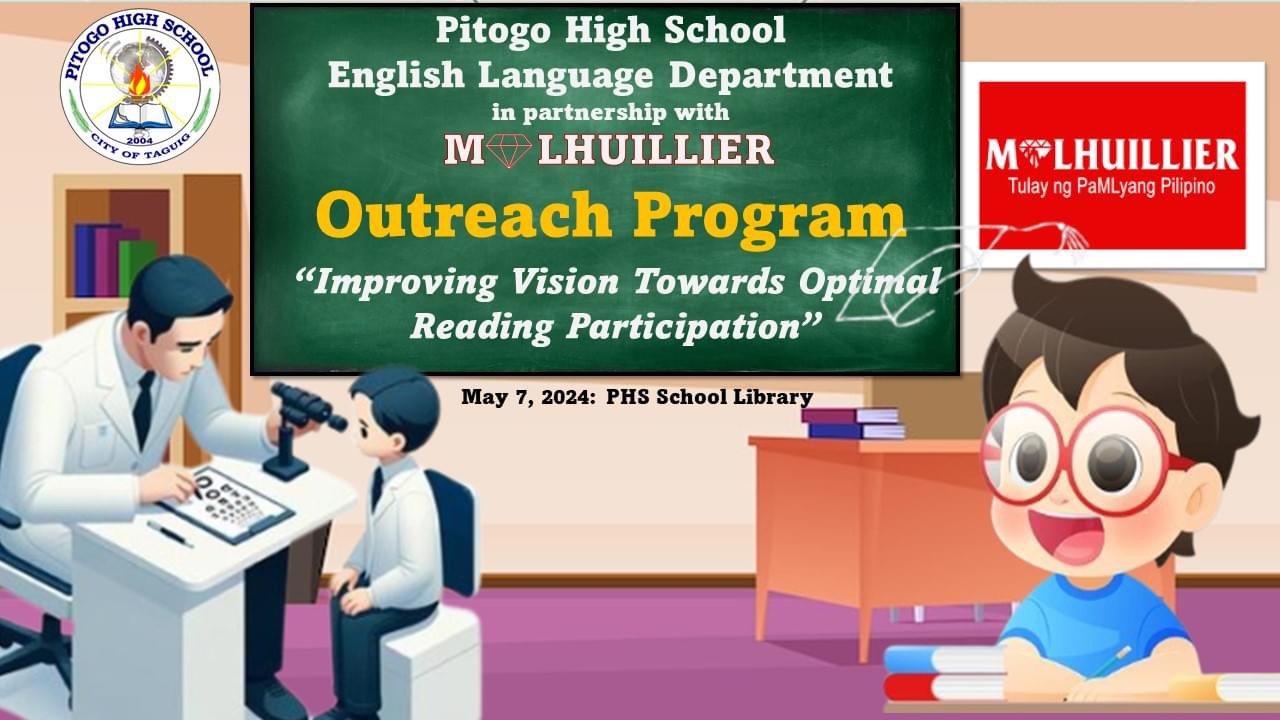 PITOGO HIGH SCHOOL
2004
CITY OF TAGUIG
Pitogo High School
English Language Department
in partnership with
M LHUILLIER
Outreach Program
“Improving Vision Towards Optimal
Reading Participation”
May 7, 2024: PHS School Library
M LHUILLIER
Tulay ng PaMLyang Pilipino